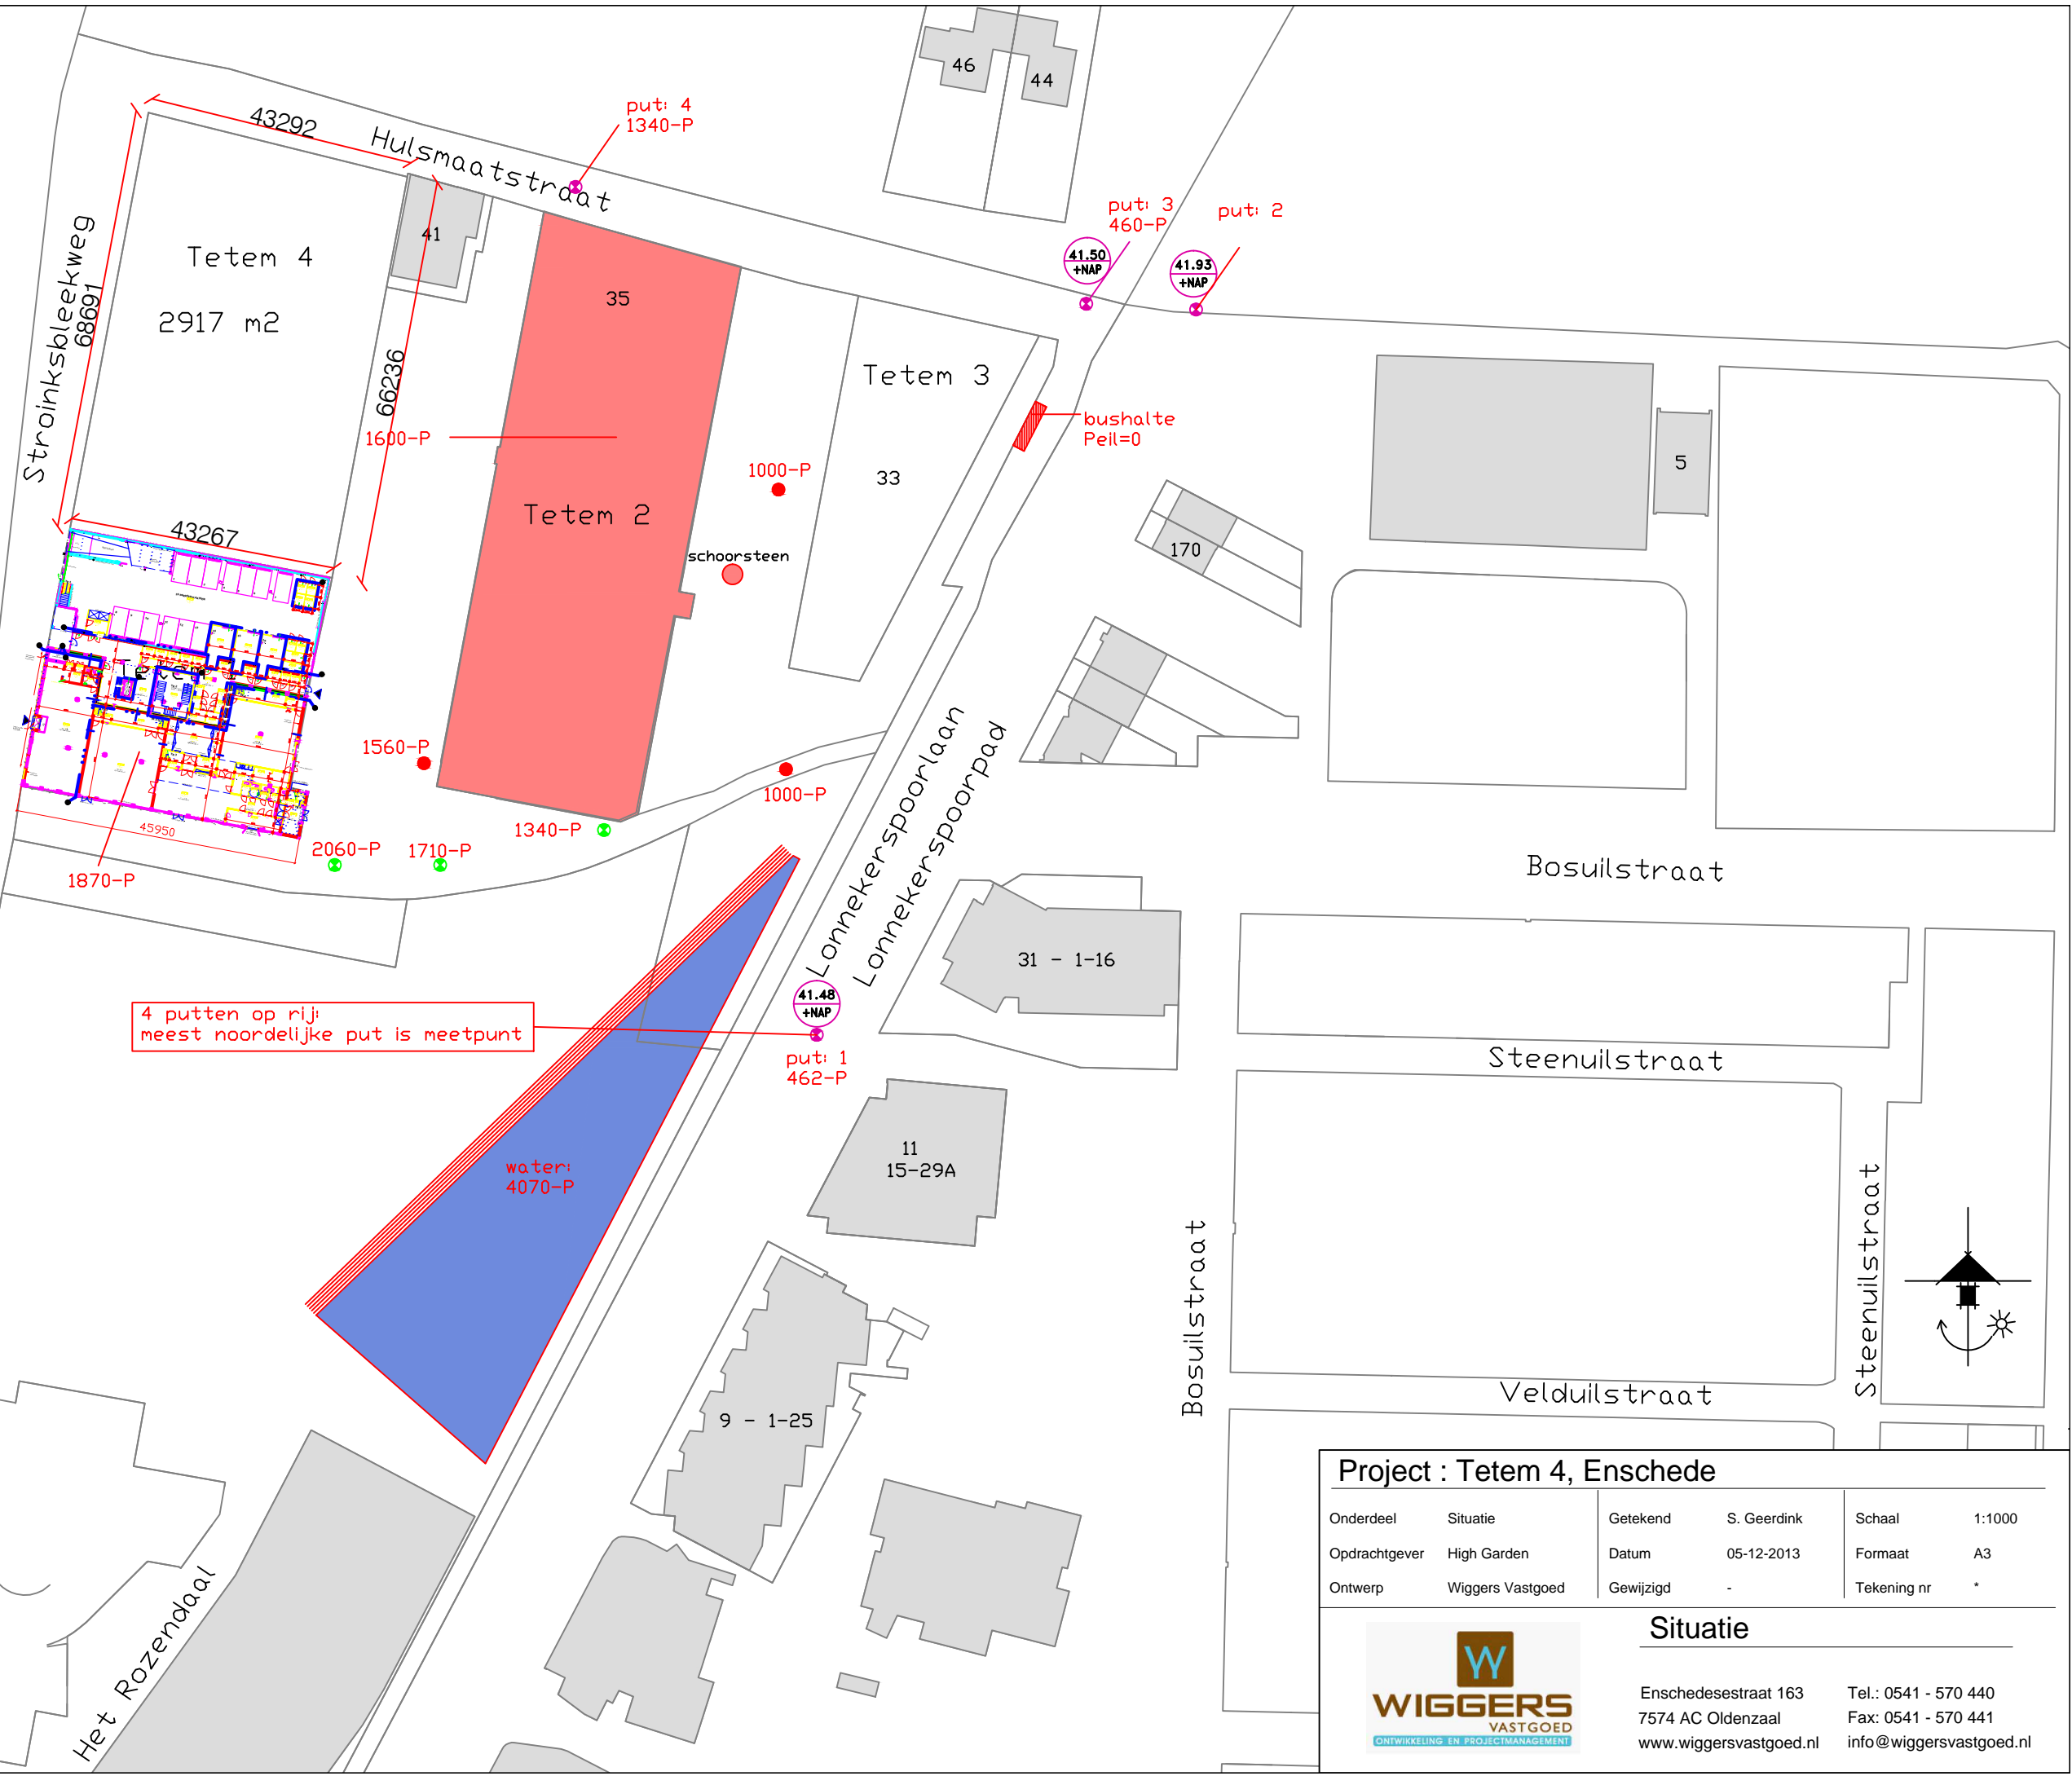 46
44
put: 4
1340-P
43292
Hulsmaatstraat
put: 3
460-P
put: 2
41.50
+NAP
41.93
+NAP
Stroinksbleekweg
68691
Tetem 4
2917 m2
41
35
66236
1600-P
Tetem 3
33
bushalte
Peil=0
1000-P
Tetem 2
schoorsteen
5
170
43267
Tetem
1560-P
1000-P
1340-P
45950
2060-P
1710-P
1870-P
Lonnekerspoorlaan
Lonnekerspoorpad
Bosuilstraat
31 - 1-16
41.48
+NAP
4 putten op rij:
meest noordelijke put is meetpunt
put: 1
462-P
Steenuilstraat
11
15-29A
water:
4070-P
Bosuilstraat
Steenuilstraat
Velduilstraat
9 - 1-25
Het Rozendaal
Project : Tetem 4, Enschede
Onderdeel Situatie Getekend S. Geerdink Schaal 1:1000
Opdrachtgever High Garden Datum 05-12-2013 Formaat A3
Ontwerp Wiggers Vastgoed Gewijzigd - Tekening nr *
Situatie
W
WIGGERS
VASTGOED
ONTWIKKELING EN PROJECTMANAGEMENT
Enschedesestraat 163 Tel.: 0541 - 570 440
7574 AC Oldenzaal Fax: 0541 - 570 441
www.wiggersvastgoed.nl info@wiggersvastgoed.nl